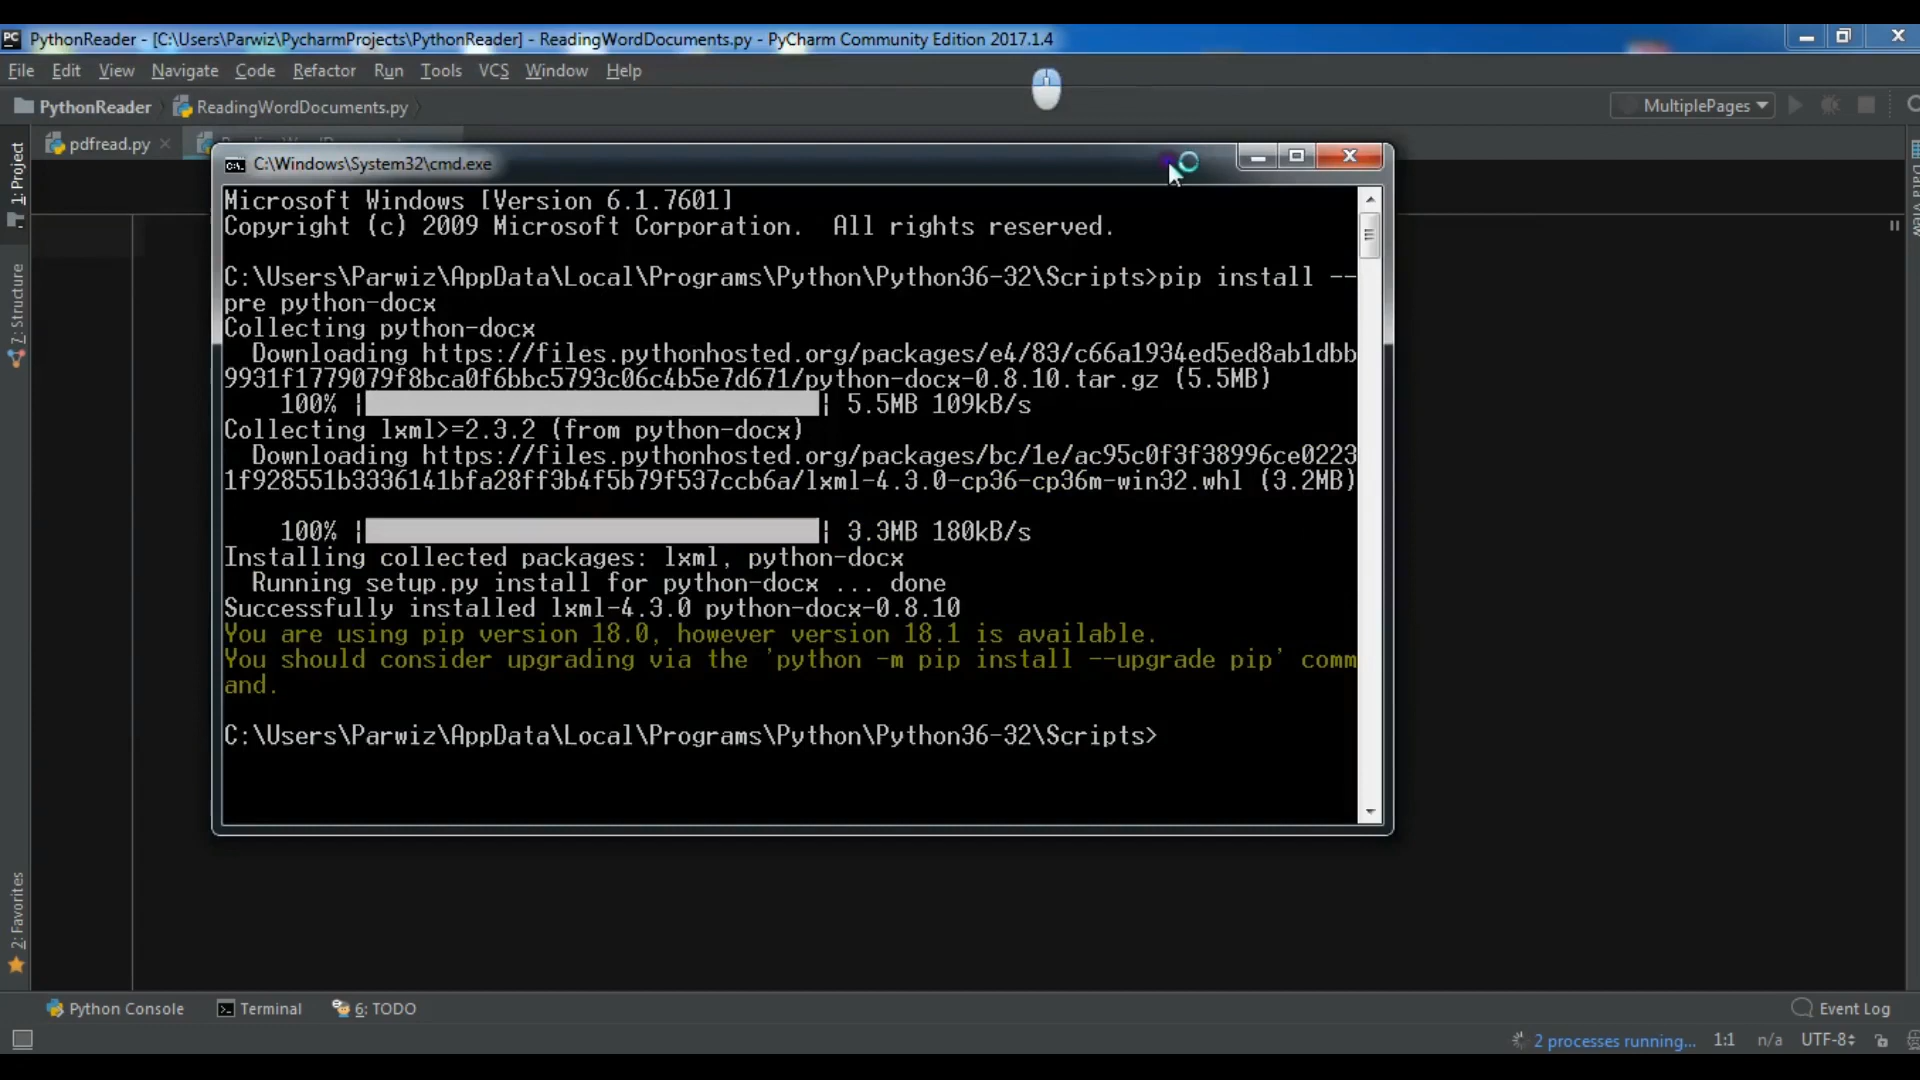 PC PythonReader - [C:\Users\Parwiz\PycharmProjects\PythonReader] - ReadingWordDocuments.py - PyCharm Community Edition 2017.1.4
File Edit View Navigate Code Refactor Run Tools VCS Window Help
PythonReader ReadingWordDocuments.py MultiplePages
pdfread.py
1: Project
7: Structure
2: Favorites
Data View
C:\Windows\System32\cmd.exe
Microsoft Windows [Version 6.1.7601]
Copyright (c) 2009 Microsoft Corporation.  All rights reserved.
C:\Users\Parwiz\AppData\Local\Programs\Python\Python36-32\Scripts>pip install --
pre python-docx
Collecting python-docx
Downloading https://files.pythonhosted.org/packages/e4/83/c66a1934ed5ed8ab1dbb
9931f1779079f8bca0f6bbc5793c06c4b5e7d671/python-docx-0.8.10.tar.gz (5.5MB)
100% |████████████████████████████████| 5.5MB 109kB/s
Collecting lxml>=2.3.2 (from python-docx)
Downloading https://files.pythonhosted.org/packages/bc/1e/ac95c0f3f38996ce0223
1f928551b3336141bfa28ff3b4f5b79f537ccb6a/lxml-4.3.0-cp36-cp36m-win32.whl (3.2MB)
100% |████████████████████████████████| 3.3MB 180kB/s
Installing collected packages: lxml, python-docx
Running setup.py install for python-docx ... done
Successfully installed lxml-4.3.0 python-docx-0.8.10
You are using pip version 18.0, however version 18.1 is available.
You should consider upgrading via the 'python -m pip install --upgrade pip' comm
and.
C:\Users\Parwiz\AppData\Local\Programs\Python\Python36-32\Scripts>
Python Console Terminal 6: TODO Event Log
2 processes running... 1:1 n/a UTF-8